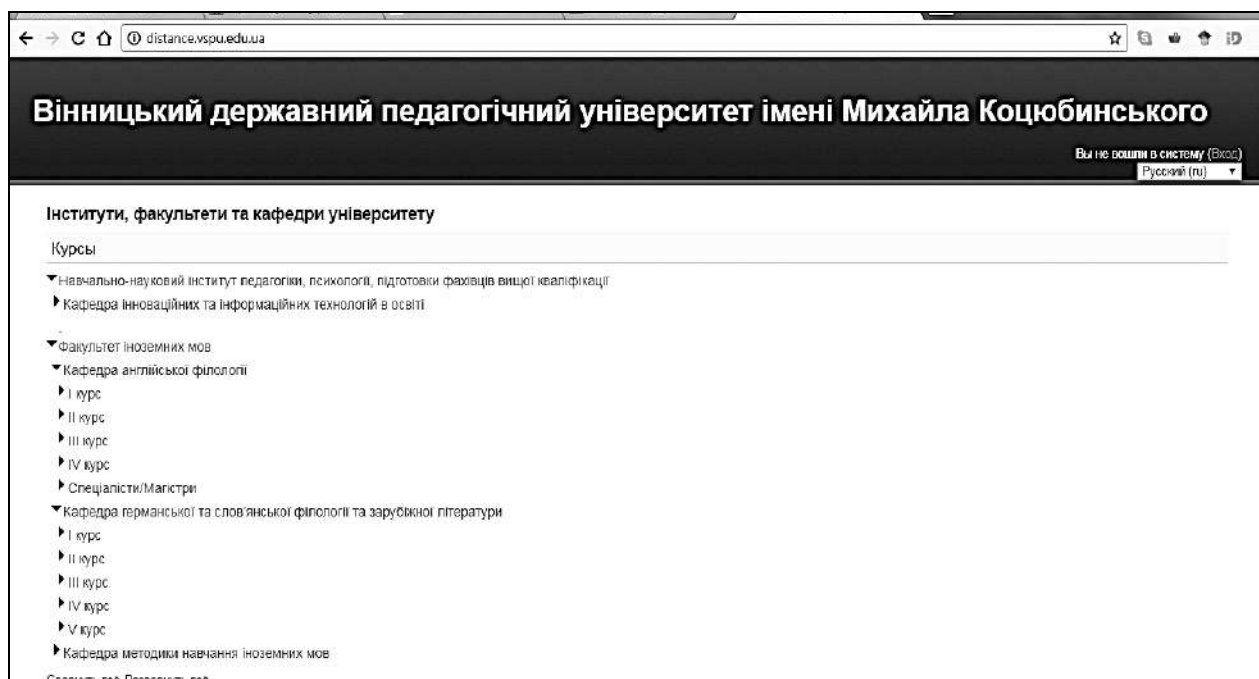 distance.vspu.edu.ua
Вінницький державний педагогічний університет імені Михайла Коцюбинського
Вы не вошли в систему (Вход)
Русский (ru)
Інститути, факультети та кафедри університету
Курсы
Навчально-науковий інститут педагогіки, психології, підготовки фахівців вищої кваліфікації
Кафедра інноваційних та інформаційних технологій в освіті
Факультет іноземних мов
Кафедра англійської філології
I курс
II курс
III курс
IV курс
Спеціалісти/Магістри
Кафедра германської та слов'янської філології та зарубіжної літератури
I курс
II курс
III курс
IV курс
V курс
Кафедра методики навчання іноземних мов